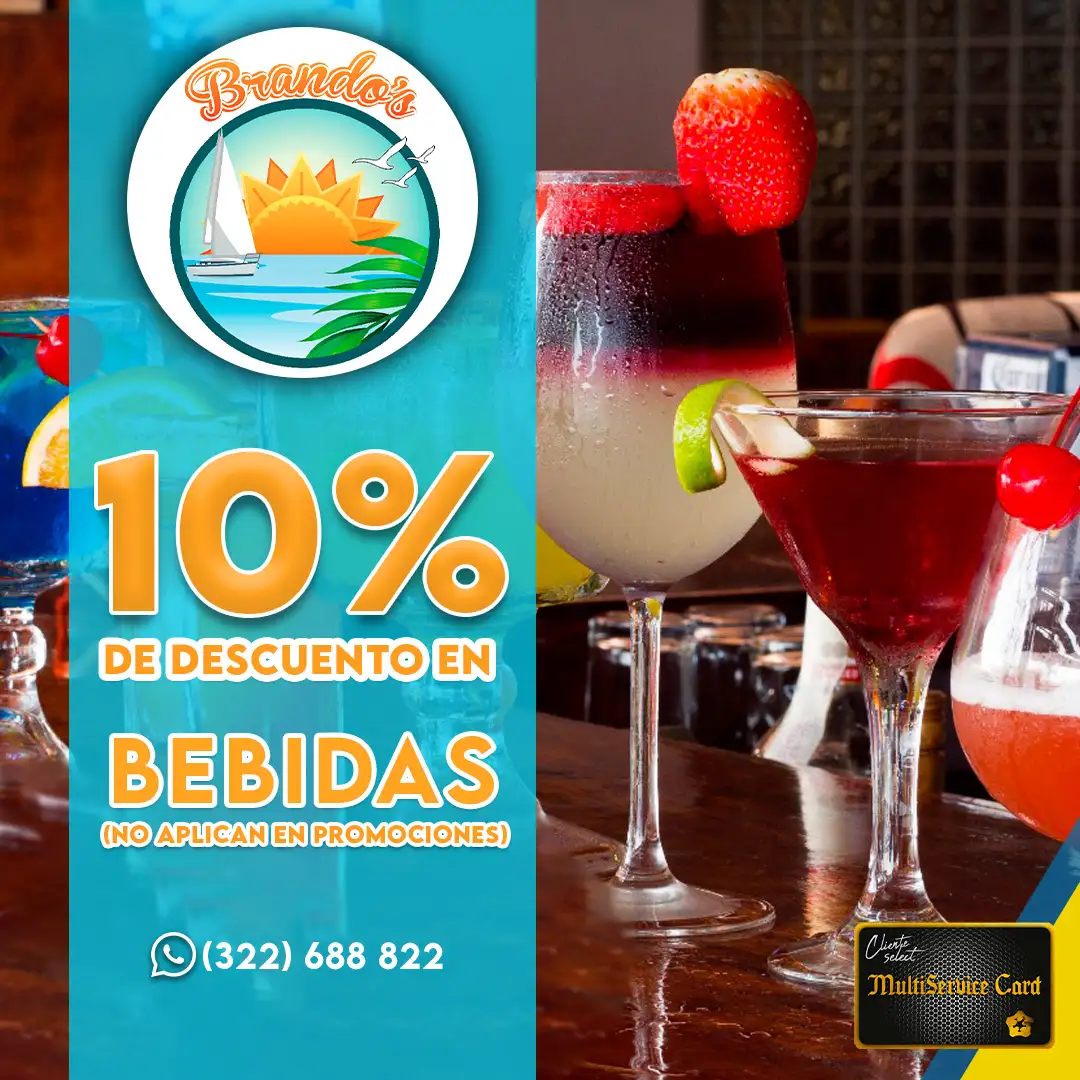 Brando's
10%
DE DESCUENTO EN
BEBIDAS
(NO APLICAN EN PROMOCIONES)
(322) 688 822
Cliente
select
MultiService Card